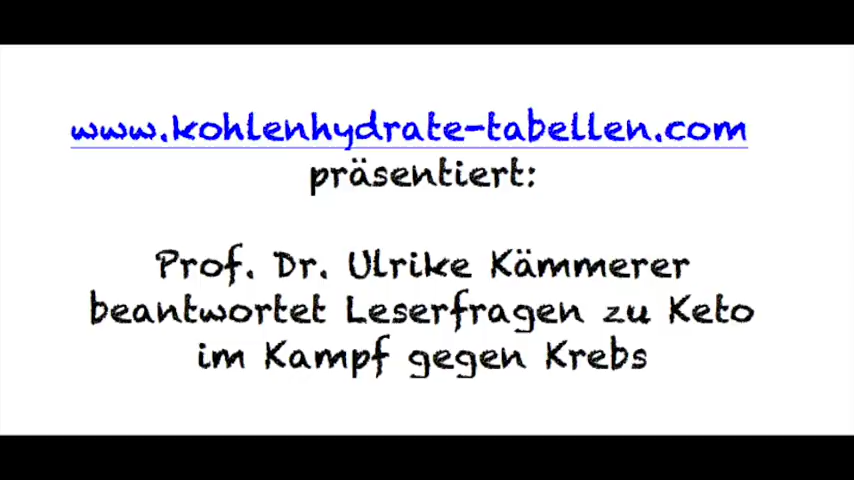 www.kohlenhydrate-tabellen.com
präsentiert:
Prof. Dr. Ulrike Kämmerer
beantwortet Leserfragen zu Keto
im Kampf gegen Krebs